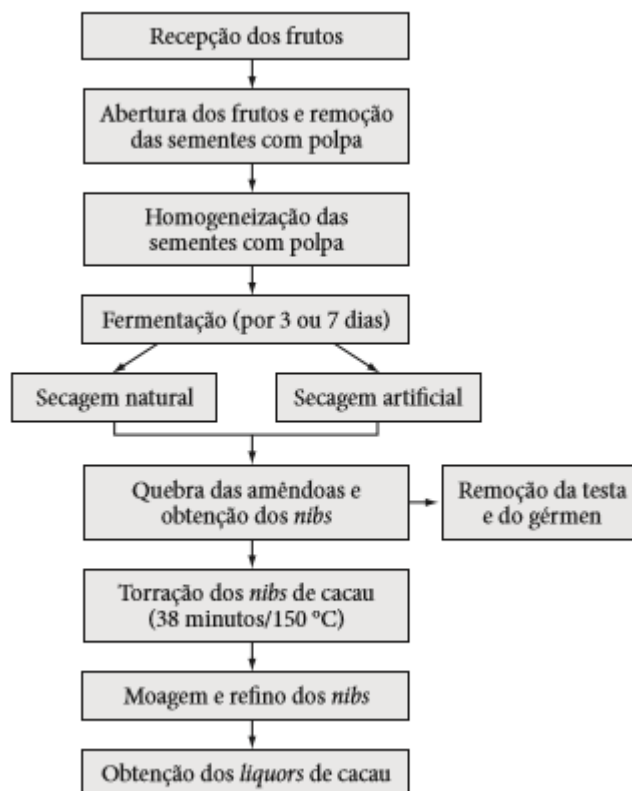 Recepção dos frutos
Abertura dos frutos e remoção
das sementes com polpa
Homogeneização das
sementes com polpa
Fermentação (por 3 ou 7 dias)
Secagem natural
Secagem artificial
Quebra das amêndoas e
obtenção dos nibs
Remoção da testa
e do gérmen
Torração dos nibs de cacau
(38 minutos/150 ºC)
Moagem e refino dos nibs
Obtenção dos liquors de cacau